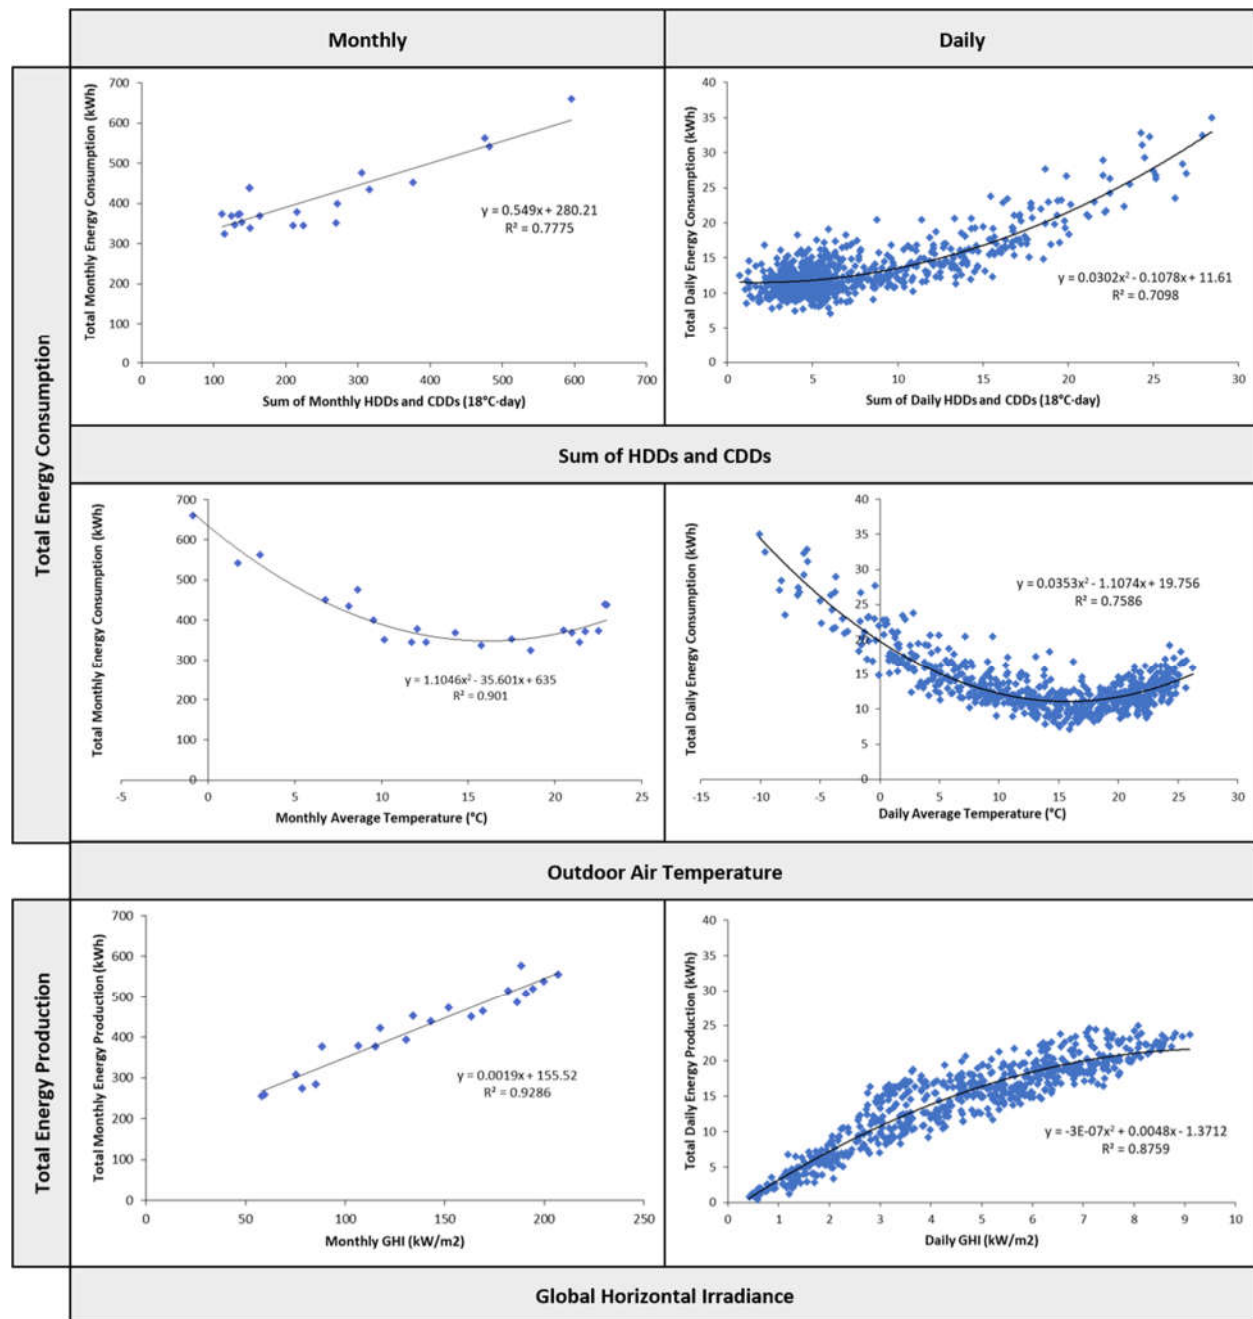 Monthly
Daily
Total Energy Consumption
Total Monthly Energy Consumption (kWh)
700
600
500
400
300
200
100
0
y = 0.549x + 280.21
R² = 0.7775
0 100 200 300 400 500 600 700
Sum of Monthly HDDs and CDDs (18°C·day)
Total Daily Energy Consumption (kWh)
40
35
30
25
20
15
10
5
0
y = 0.0302x² - 0.1078x + 11.61
R² = 0.7098
0 5 10 15 20 25 30
Sum of Daily HDDs and CDDs (18°C-day)
Sum of HDDs and CDDs
Total Monthly Energy Consumption (kWh)
700
600
500
400
300
200
100
0
y = 1.1046x² - 35.601x + 635
R² = 0.901
-5 0 5 10 15 20 25
Monthly Average Temperature (°C)
Total Daily Energy Consumption (kWh)
40
35
30
25
20
15
10
5
0
y = 0.0353x² - 1.1074x + 19.756
R² = 0.7586
-15 -10 -5 0 5 10 15 20 25 30
Daily Average Temperature (°C)
Outdoor Air Temperature
Total Energy Production
Total Monthly Energy Production (kWh)
700
600
500
400
300
200
100
0
y = 0.0019x + 155.52
R² = 0.9286
0 50 100 150 200 250
Monthly GHI (kW/m2)
Total Daily Energy Production (kWh)
40
35
30
25
20
15
10
5
0
y = -3E-07x² + 0.0048x - 1.3712
R² = 0.8759
0 1 2 3 4 5 6 7 8 9 10
Daily GHI (kW/m2)
Global Horizontal Irradiance